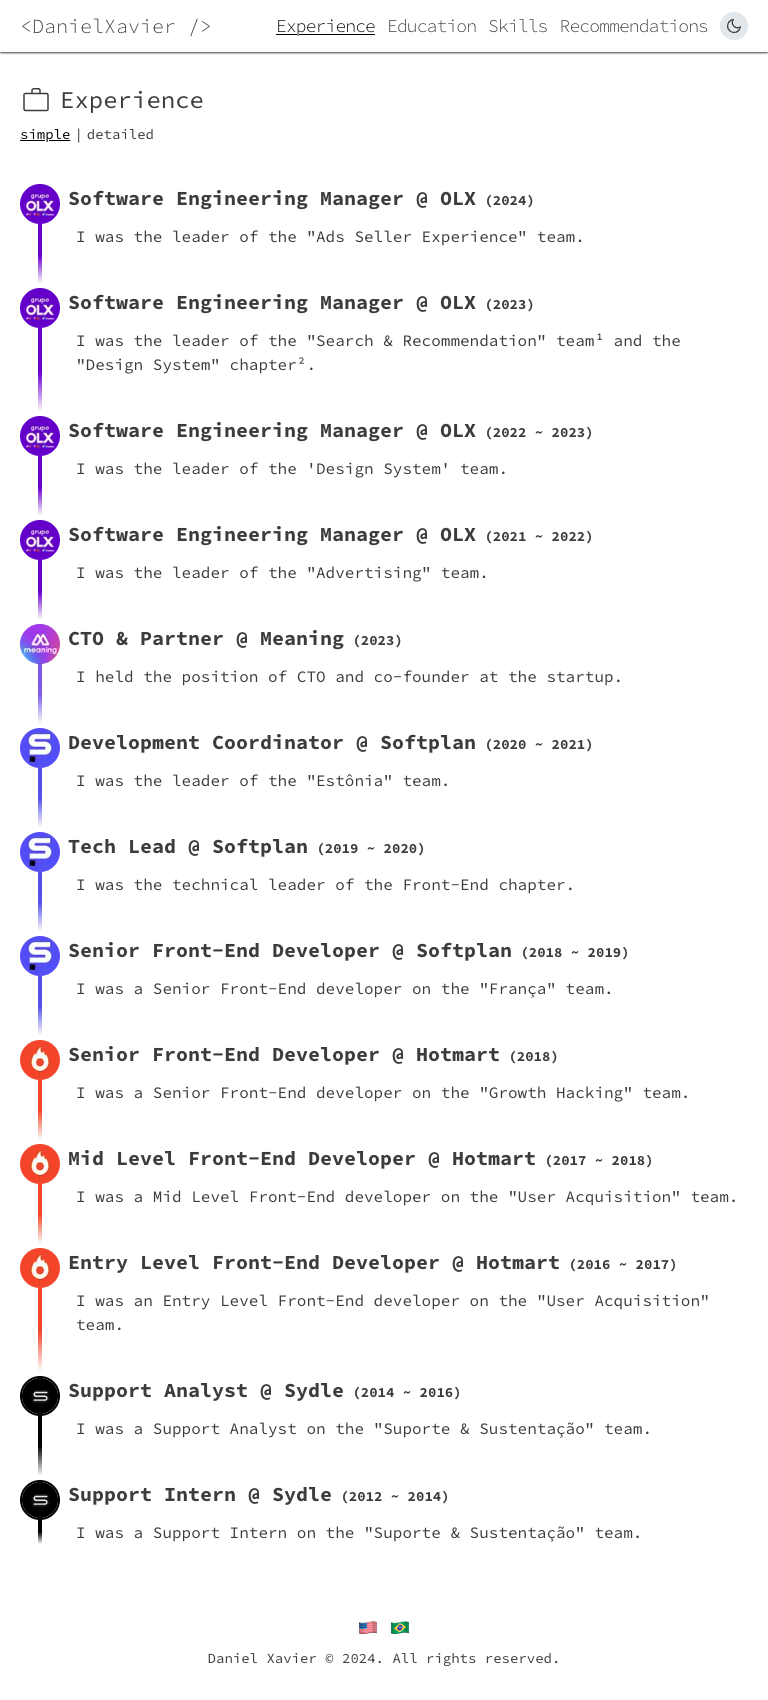 <DanielXavier />
Experience Education Skills Recommendations
Experience
simple | detailed
grupo
OLX
Software Engineering Manager @ OLX (2024)
I was the leader of the "Ads Seller Experience" team.
grupo
OLX
Software Engineering Manager @ OLX (2023)
I was the leader of the "Search & Recommendation" team¹ and the
"Design System" chapter².
grupo
OLX
Software Engineering Manager @ OLX (2022 ~ 2023)
I was the leader of the 'Design System' team.
grupo
OLX
Software Engineering Manager @ OLX (2021 ~ 2022)
I was the leader of the "Advertising" team.
meaning
CTO & Partner @ Meaning (2023)
I held the position of CTO and co-founder at the startup.
Development Coordinator @ Softplan (2020 ~ 2021)
I was the leader of the "Estônia" team.
Tech Lead @ Softplan (2019 ~ 2020)
I was the technical leader of the Front-End chapter.
Senior Front-End Developer @ Softplan (2018 ~ 2019)
I was a Senior Front-End developer on the "França" team.
Senior Front-End Developer @ Hotmart (2018)
I was a Senior Front-End developer on the "Growth Hacking" team.
Mid Level Front-End Developer @ Hotmart (2017 ~ 2018)
I was a Mid Level Front-End developer on the "User Acquisition" team.
Entry Level Front-End Developer @ Hotmart (2016 ~ 2017)
I was an Entry Level Front-End developer on the "User Acquisition"
team.
Support Analyst @ Sydle (2014 ~ 2016)
I was a Support Analyst on the "Suporte & Sustentação" team.
Support Intern @ Sydle (2012 ~ 2014)
I was a Support Intern on the "Suporte & Sustentação" team.
Daniel Xavier © 2024. All rights reserved.